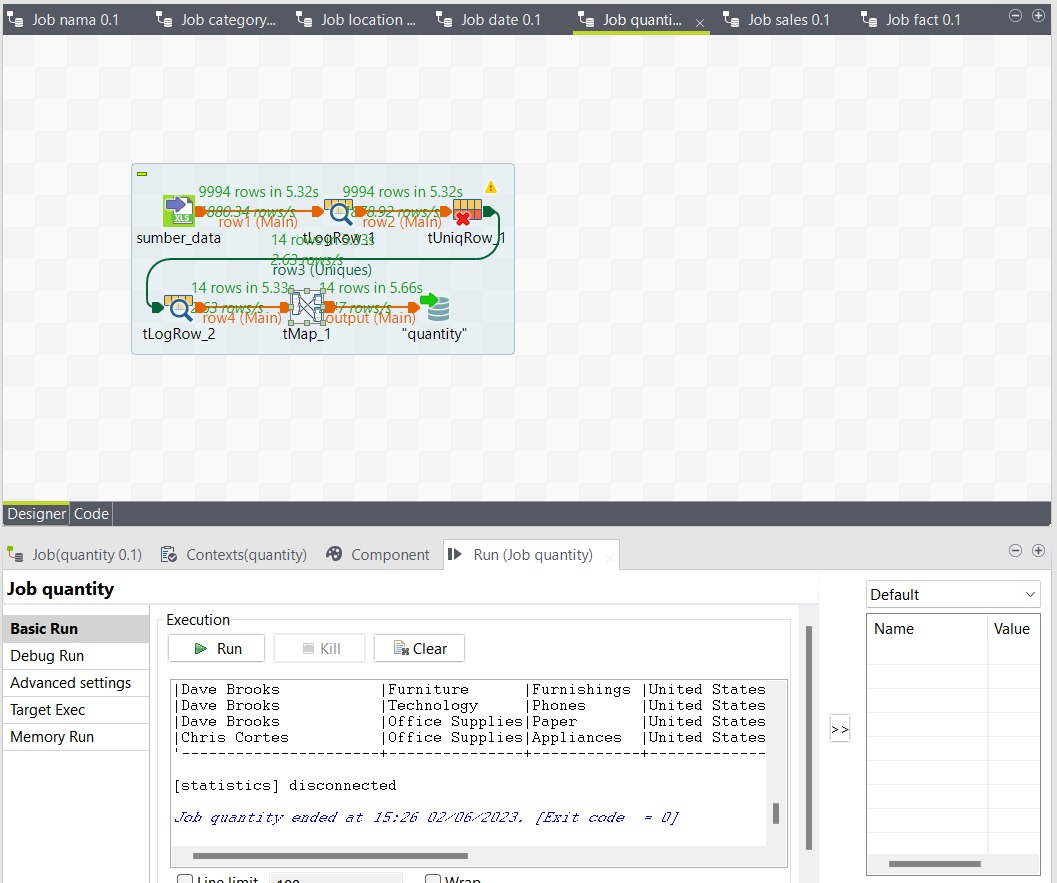 Job nama 0.1
Job category...
Job location ...
Job date 0.1
Job quanti...
Job sales 0.1
Job fact 0.1
9994 rows in 5.32s
9994 rows in 5.32s
1880.34 rows/s
1878.92 rows/s
row1 (Main)
row2 (Main)
XLS
sumber_data
tLogRow_1
tUniqRow_1
14 rows in 5.33s
2.63 rows/s
row3 (Uniques)
14 rows in 5.33s
14 rows in 5.66s
2.63 rows/s
row4 (Main)
output (Main)
tLogRow_2
tMap_1
"quantity"
Designer
Code
Job(quantity 0.1)
Contexts(quantity)
Component
Run (Job quantity)
Job quantity
Default
Basic Run
Debug Run
Advanced settings
Target Exec
Memory Run
Execution
Run
Kill
Clear
Name
Value
|Dave Brooks |Furniture |Furnishings |United States
|Dave Brooks |Technology |Phones |United States
|Dave Brooks |Office Supplies|Paper |United States
|Chris Cortes |Office Supplies|Appliances |United States
'----------------------+---------------+------------+-------------
[statistics] disconnected
Job quantity ended at 15:26 02/06/2023. [Exit code  = 0]
>>
Line limit
100
Wrap